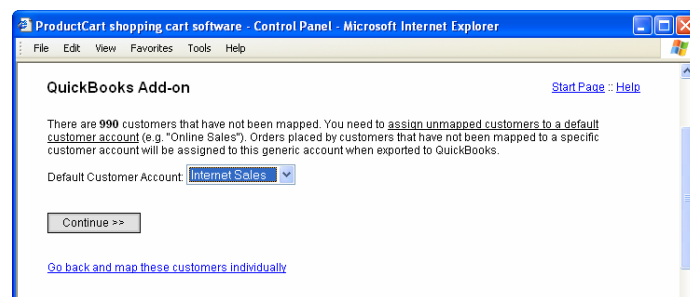 ProductCart shopping cart software - Control Panel - Microsoft Internet Explorer
File Edit View Favorites Tools Help
QuickBooks Add-on
Start Page :: Help
There are 990 customers that have not been mapped. You need to assign unmapped customers to a default
customer account (e.g. "Online Sales"). Orders placed by customers that have not been mapped to a specific
customer account will be assigned to this generic account when exported to QuickBooks.
Default Customer Account: Internet Sales
Continue >>
Go back and map these customers individually